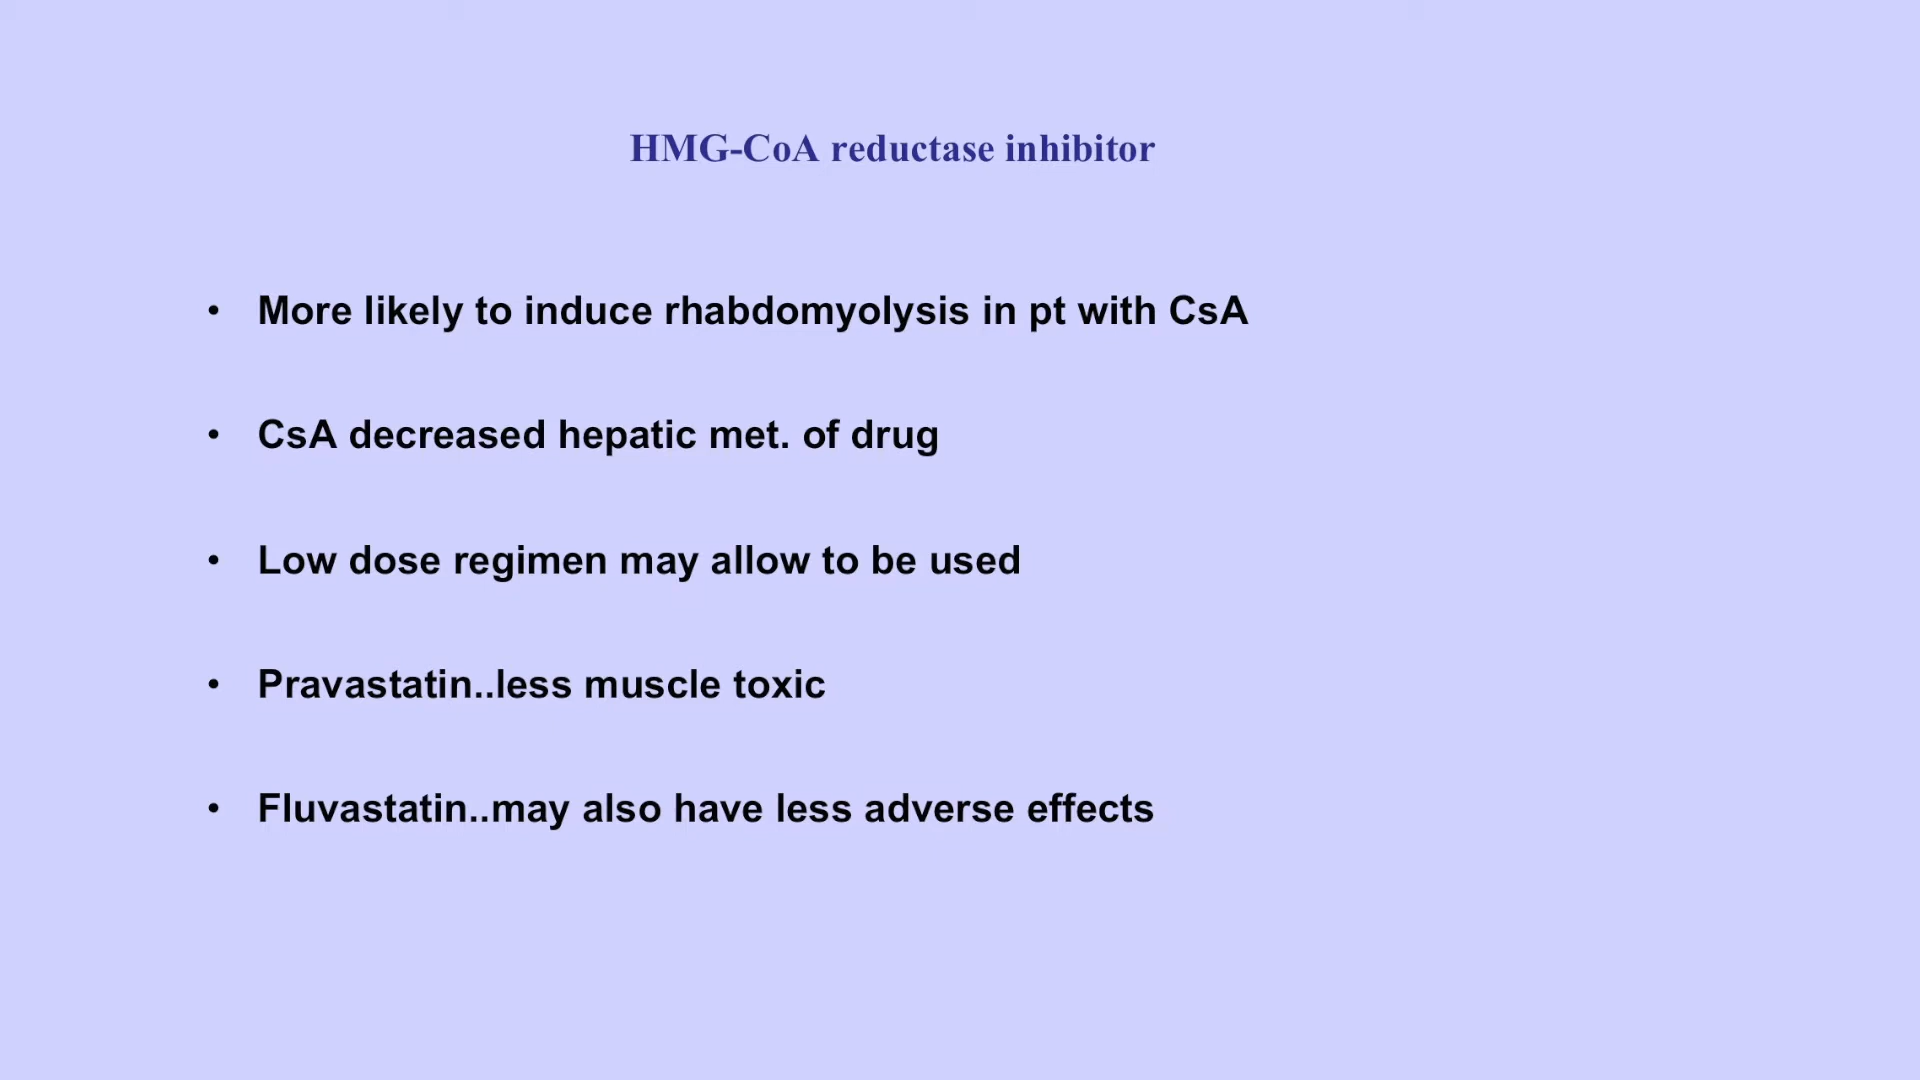 HMG-CoA reductase inhibitor
• More likely to induce rhabdomyolysis in pt with CsA
• CsA decreased hepatic met. of drug
• Low dose regimen may allow to be used
• Pravastatin..less muscle toxic
• Fluvastatin..may also have less adverse effects